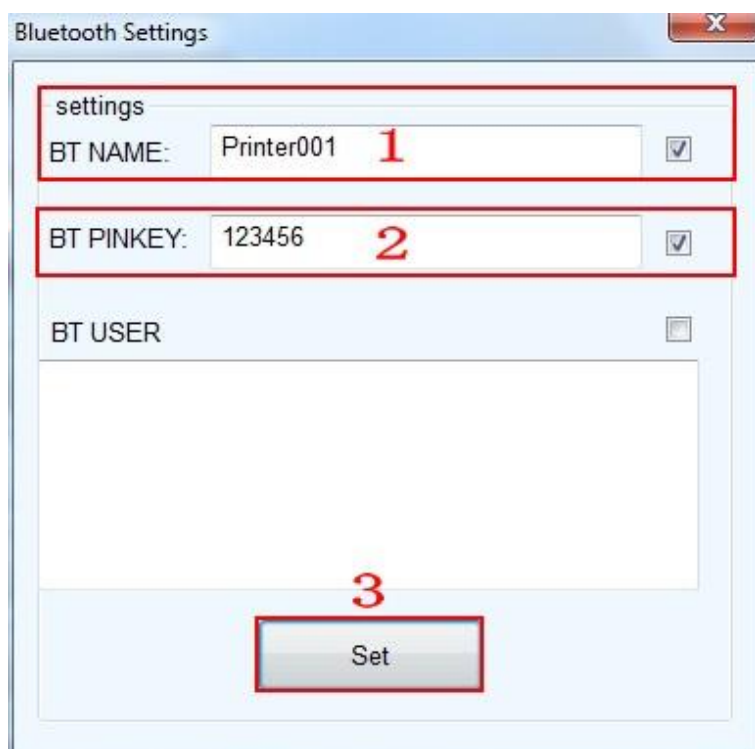 Bluetooth Settings
settings
BT NAME: Printer001 1
BT PINKEY: 123456 2
BT USER
3
Set